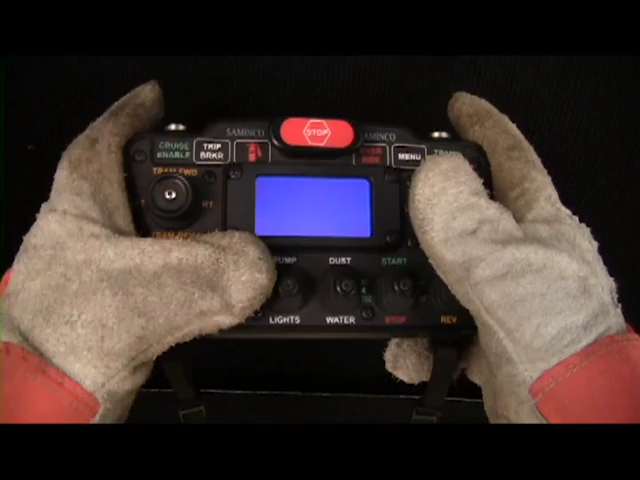 SAMINCO
STOP
SAMINCO
CRUISE
ENABLE
TRIP
BRKR
MENU
TRAM FWD
PUMP
DUST
START
LIGHTS
WATER
STOP
REV